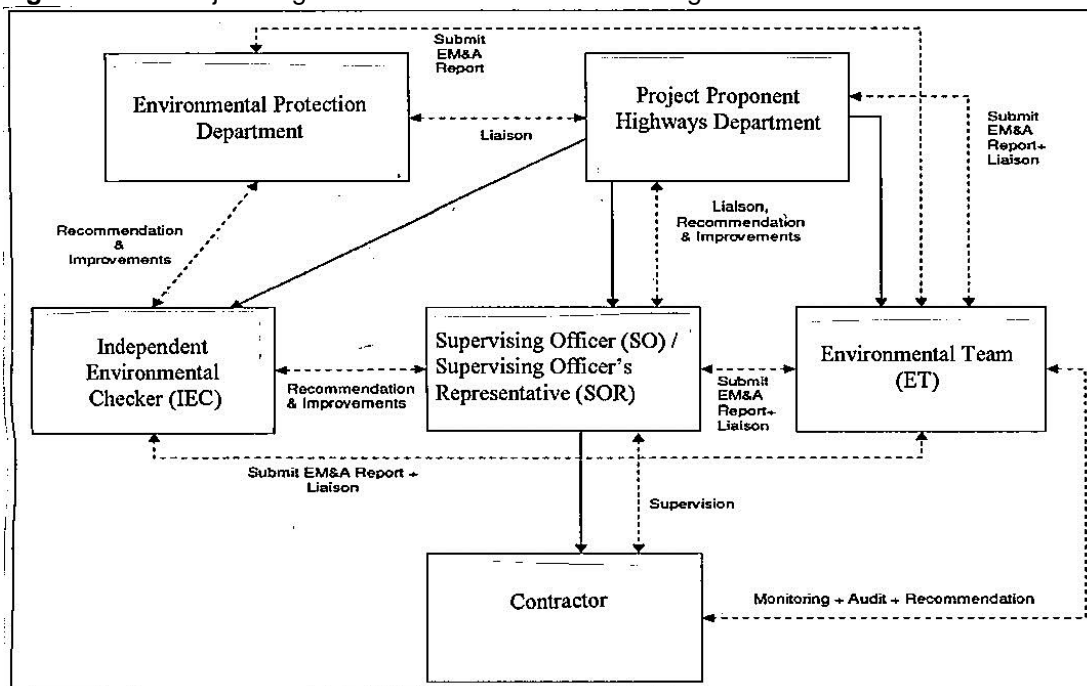 Submit
EM&A
Report
Environmental Protection
Department
Liaison
Project Proponent
Highways Department
Submit
EM&A
Report+
Liaison
Recommendation
&
Improvements
Liaison,
Recommendation
& Improvements
Independent
Environmental
Checker (IEC)
Recommendation
& Improvements
Supervising Officer (SO) /
Supervising Officer's
Representative (SOR)
Submit
EM&A
Report+
Liaison
Environmental Team
(ET)
Submit EM&A Report +
Liaison
Supervision
Contractor
Monitoring + Audit + Recommendation